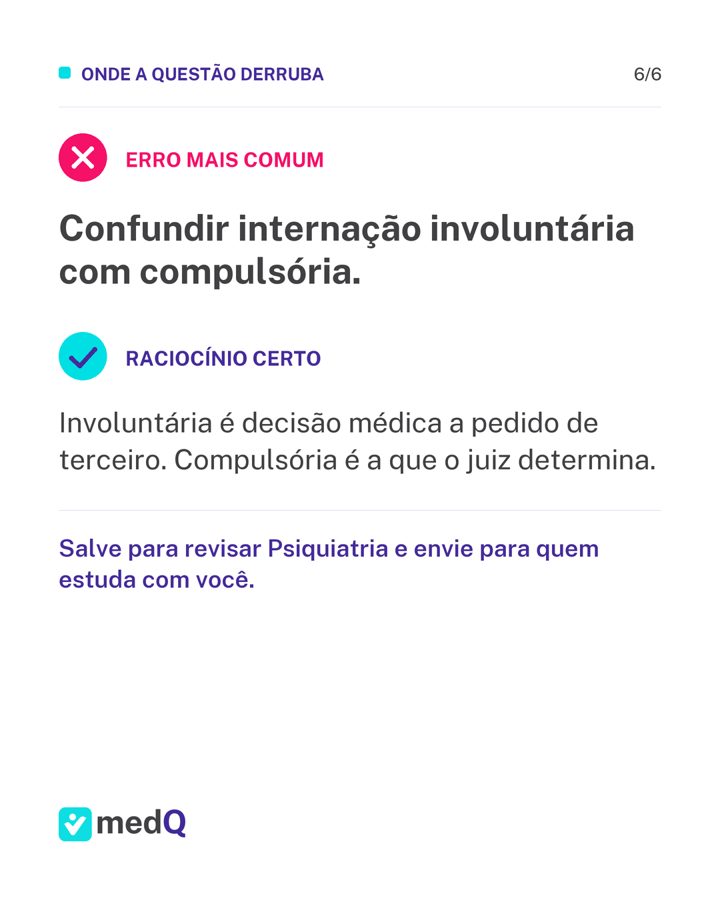 ONDE A QUESTÃO DERRUBA
6/6
ERRO MAIS COMUM
Confundir internação involuntária
com compulsória.
RACIOCÍNIO CERTO
Involuntária é decisão médica a pedido de
terceiro. Compulsória é a que o juiz determina.
Salve para revisar Psiquiatria e envie para quem
estuda com você.
medQ